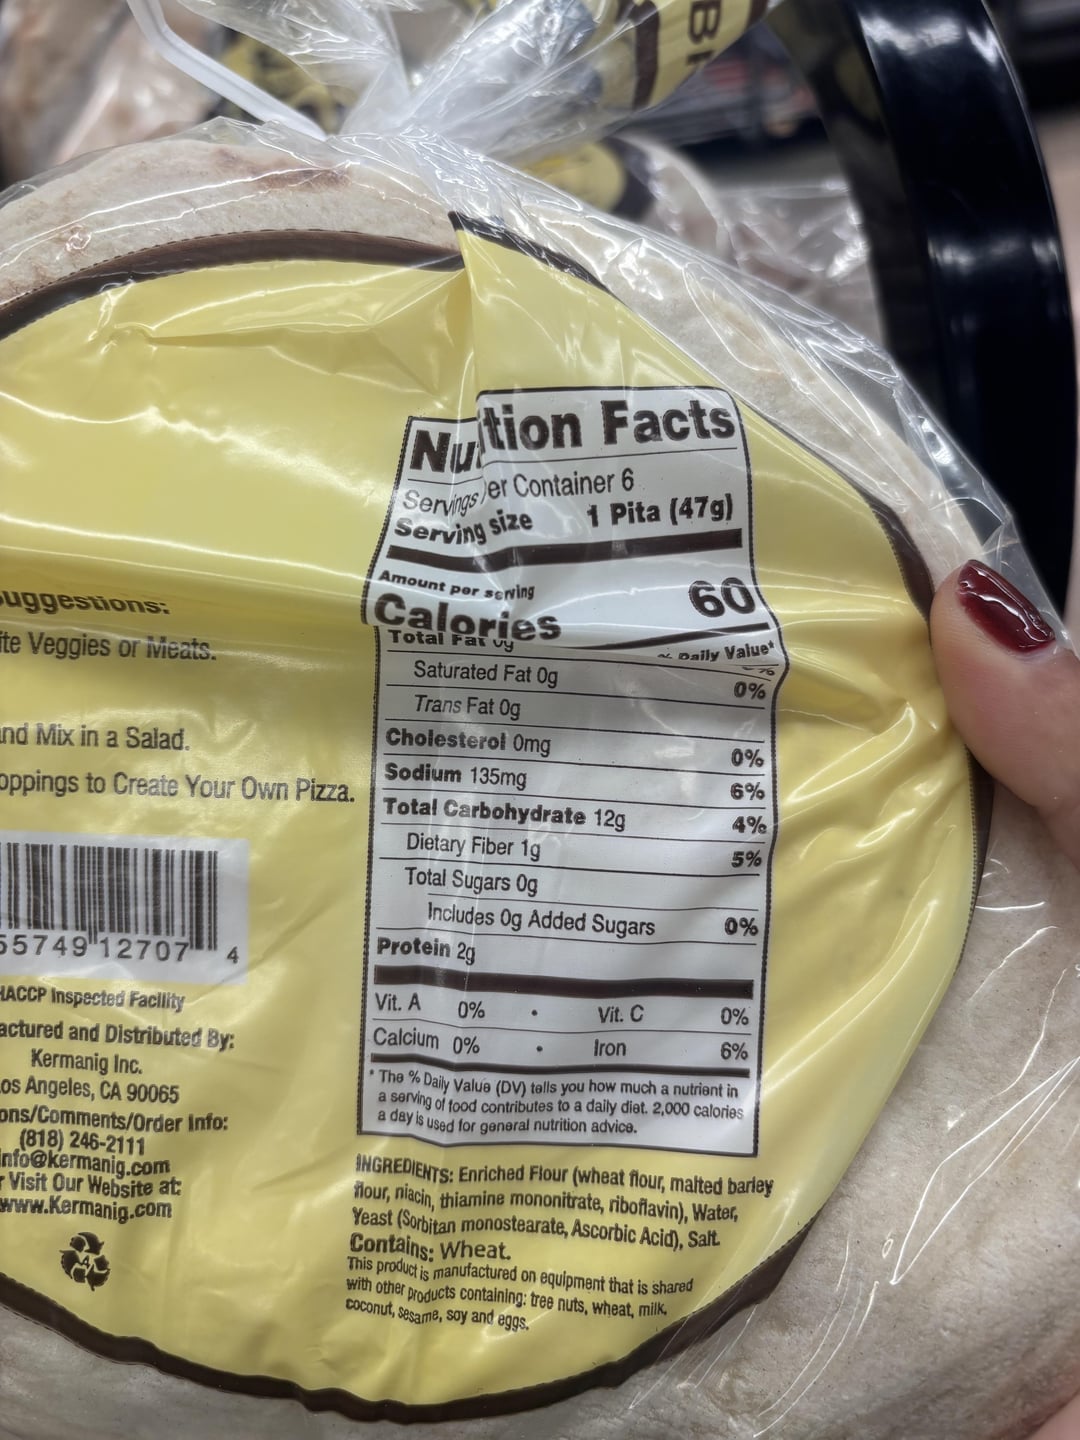 B
uggestions:
ite Veggies or Meats.
and Mix in a Salad.
oppings to Create Your Own Pizza.
55749 12707 4
HACCP Inspected Facility
actured and Distributed By:
Kermanig Inc.
os Angeles, CA 90065
ons/Comments/Order Info:
(818) 246-2111
info@kermanig.com
r Visit Our Website at:
www.Kermanig.com
4
Nutrition Facts
Servings Per Container 6
Serving size 1 Pita (47g)
Amount per serving
Calories 60
% Daily Value*
Total Fat 0g
Saturated Fat 0g 0%
Trans Fat 0g
Cholesterol 0mg 0%
Sodium 135mg 6%
Total Carbohydrate 12g 4%
Dietary Fiber 1g 5%
Total Sugars 0g
Includes 0g Added Sugars 0%
Protein 2g
Vit. A 0% • Vit. C 0%
Calcium 0% • Iron 6%
* The % Daily Value (DV) tells you how much a nutrient in
a serving of food contributes to a daily diet. 2,000 calories
a day is used for general nutrition advice.
INGREDIENTS: Enriched Flour (wheat flour, malted barley
flour, niacin, thiamine mononitrate, riboflavin), Water,
Yeast (Sorbitan monostearate, Ascorbic Acid), Salt.
Contains: Wheat.
This product is manufactured on equipment that is shared
with other products containing: tree nuts, wheat, milk,
coconut, sesame, soy and eggs.